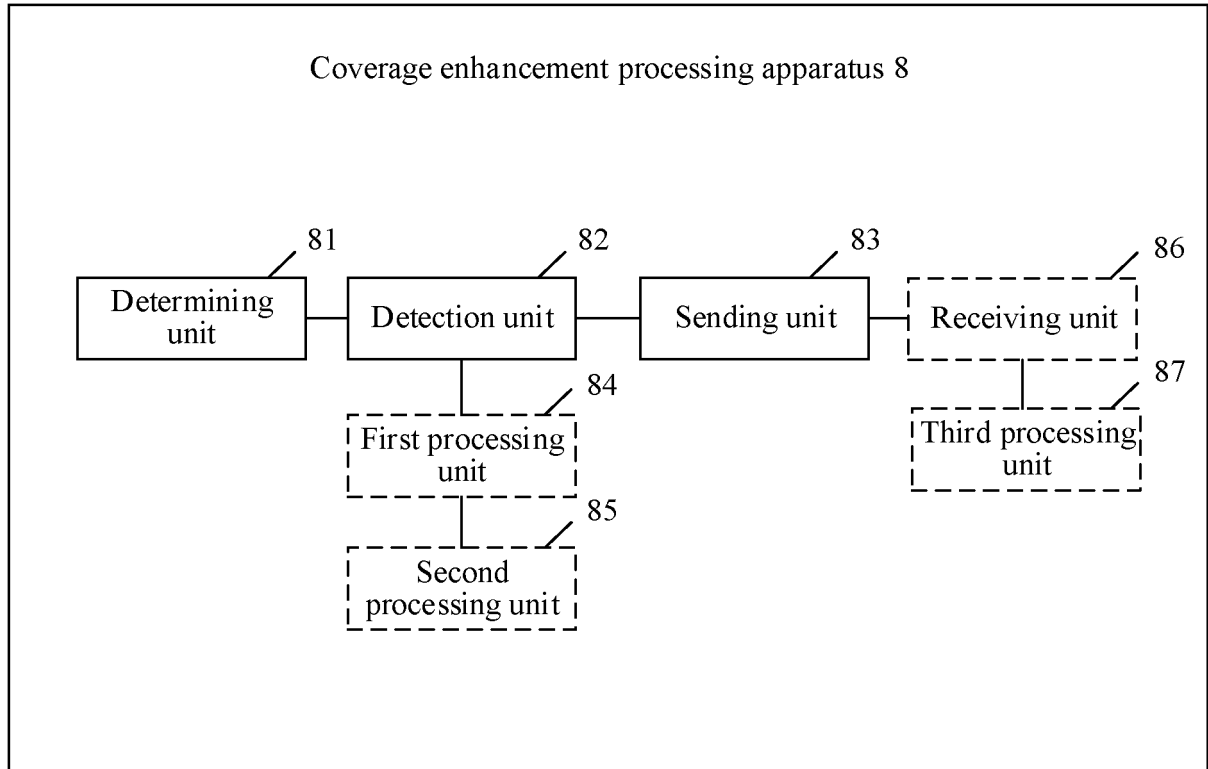 Coverage enhancement processing apparatus 8
81
82
83
86
Determining
unit
Detection unit
Sending unit
Receiving unit
84
87
First processing
unit
Third processing
unit
85
Second
processing unit